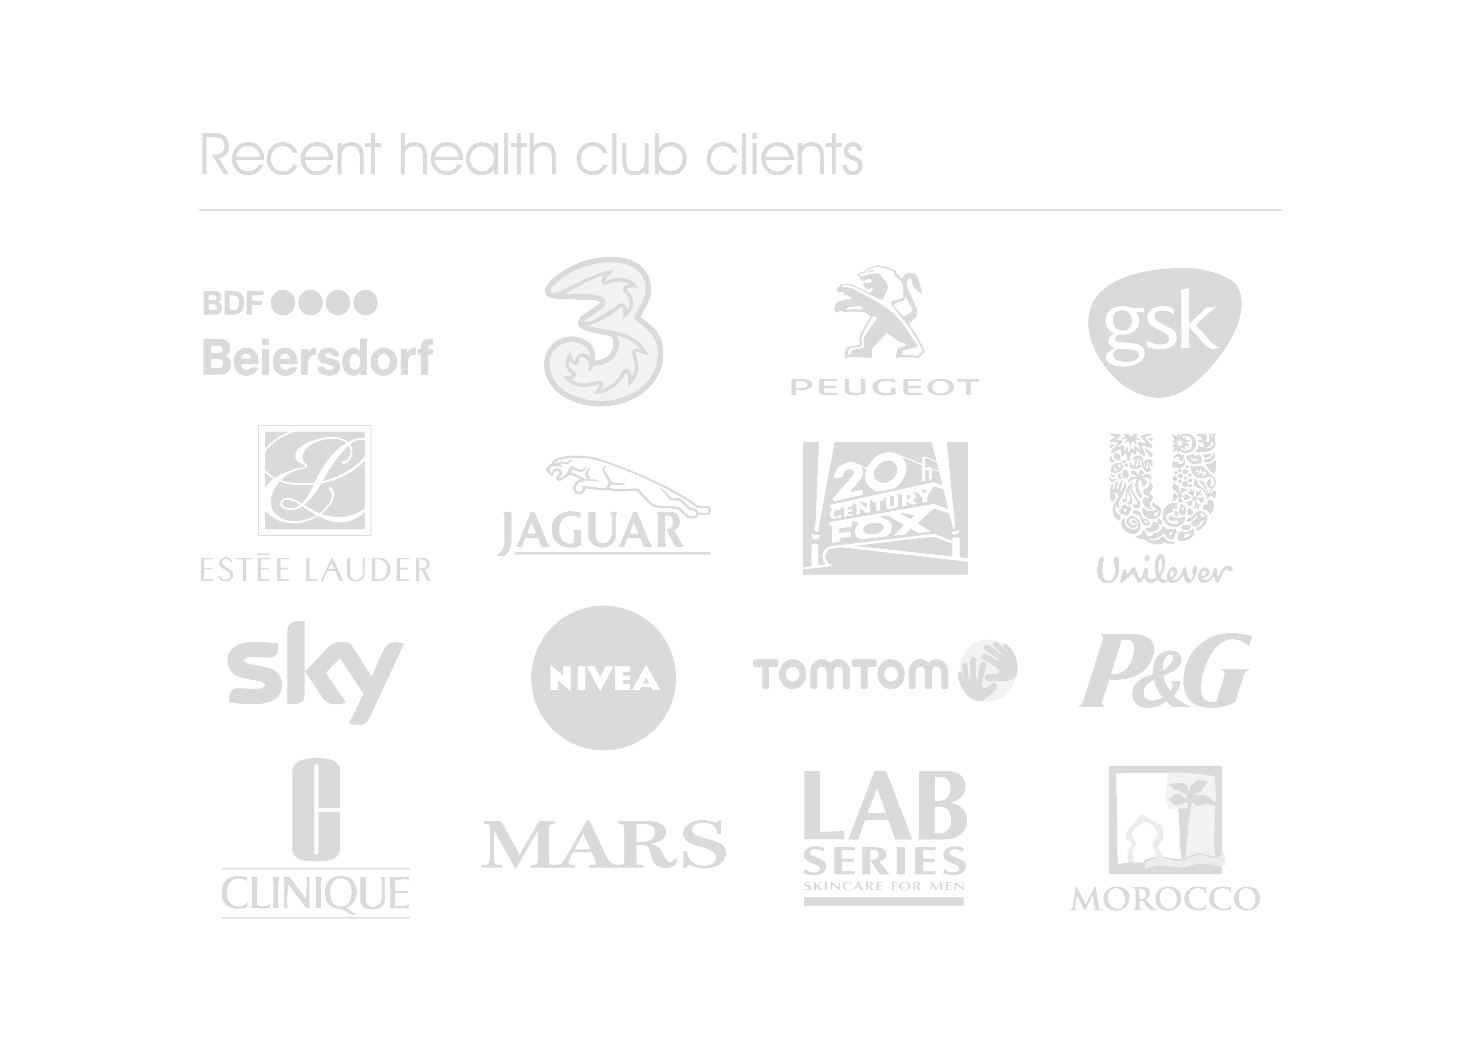 Recent health club clients
BDF
Beiersdorf
3
PEUGEOT
gsk
ESTĒE LAUDER
JAGUAR
20th
CENTURY
FOX
U
Unilever
sky
NIVEA
TOMTOM
P&G
C
CLINIQUE
MARS
LAB
SERIES
SKINCARE FOR MEN
MOROCCO